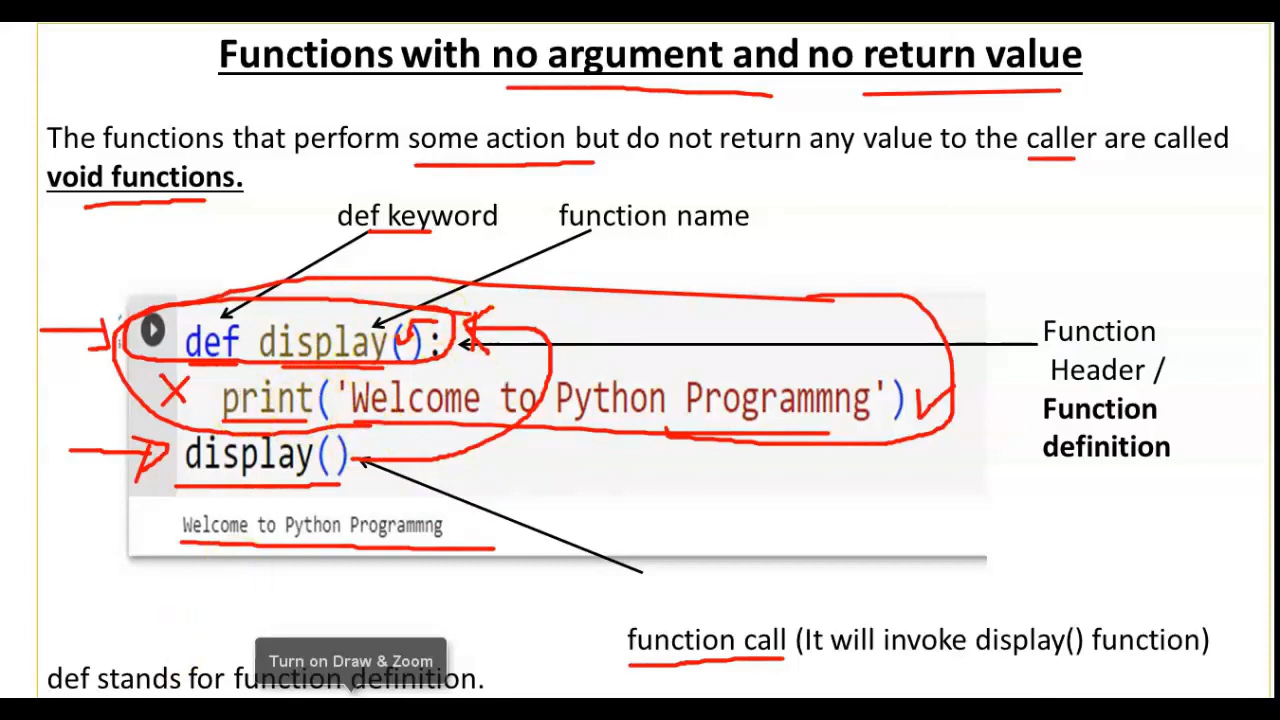 Functions with no argument and no return value
The functions that perform some action but do not return any value to the caller are called
void functions.
def keyword function name
def display():
print('Welcome to Python Programmng')
display()
Welcome to Python Programmng
Function
Header /
Function
definition
function call (It will invoke display() function)
Turn on Draw & Zoom
def stands for function definition.